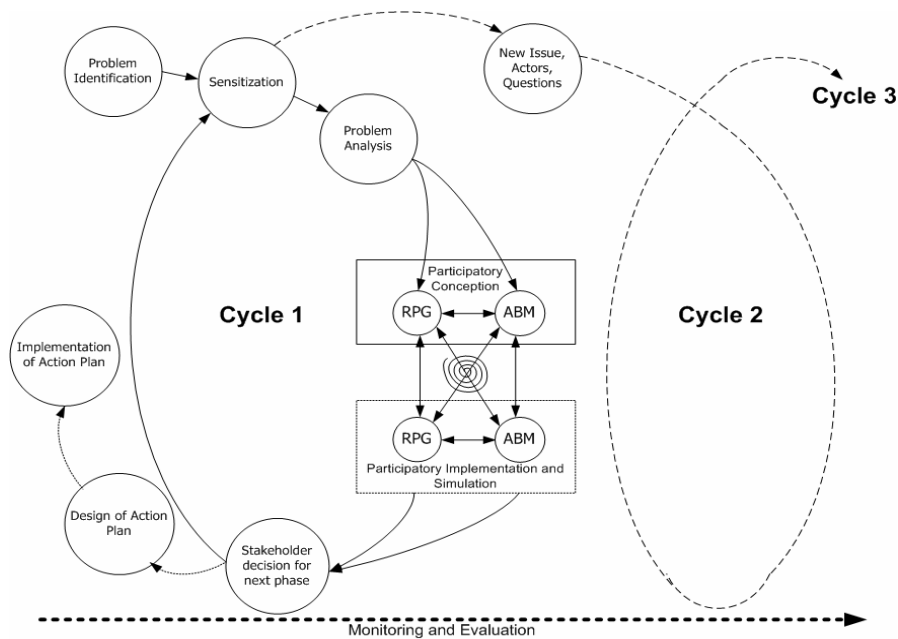 Problem
Identification
Sensitization
New Issue,
Actors,
Questions
Cycle 3
Problem
Analysis
Participatory
Conception
RPG
ABM
Cycle 1
Cycle 2
Implementation
of Action Plan
RPG
ABM
Participatory Implementation and
Simulation
Design of Action
Plan
Stakeholder
decision for
next phase
Monitoring and Evaluation